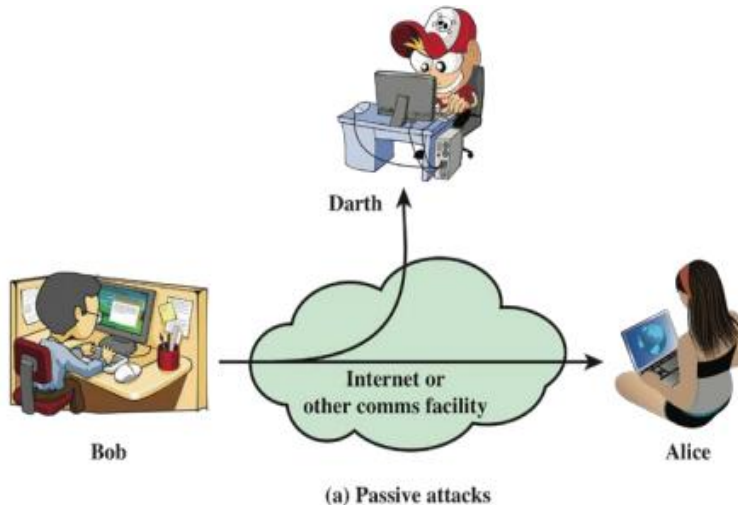 Darth
Internet or
other comms facility
Bob
Alice
(a) Passive attacks